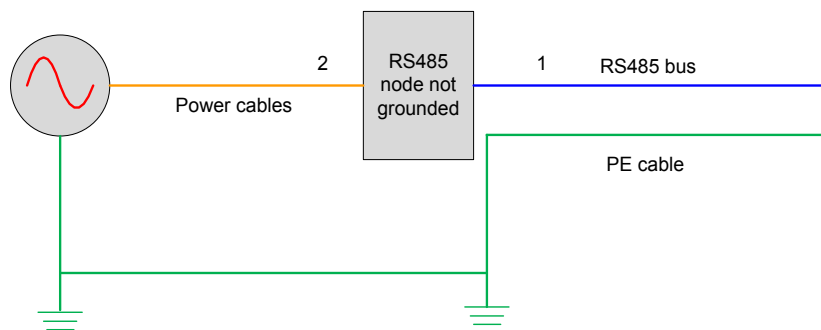 2
RS485
node not
grounded
1
RS485 bus
Power cables
PE cable